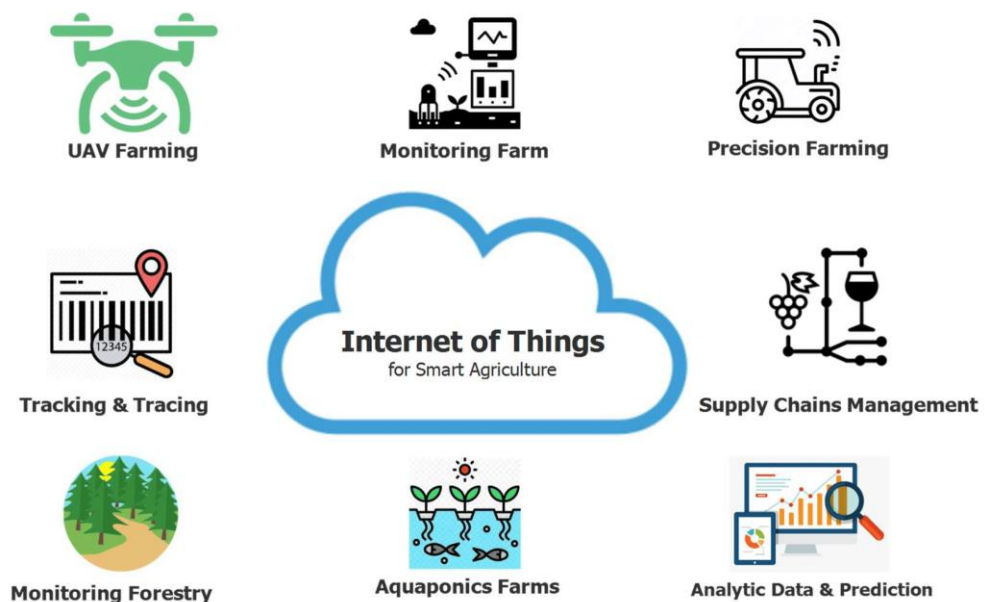 UAV Farming
Monitoring Farm
Precision Farming
Internet of Things
for Smart Agriculture
12345
Tracking & Tracing
Supply Chains Management
Monitoring Forestry
Aquaponics Farms
Analytic Data & Prediction